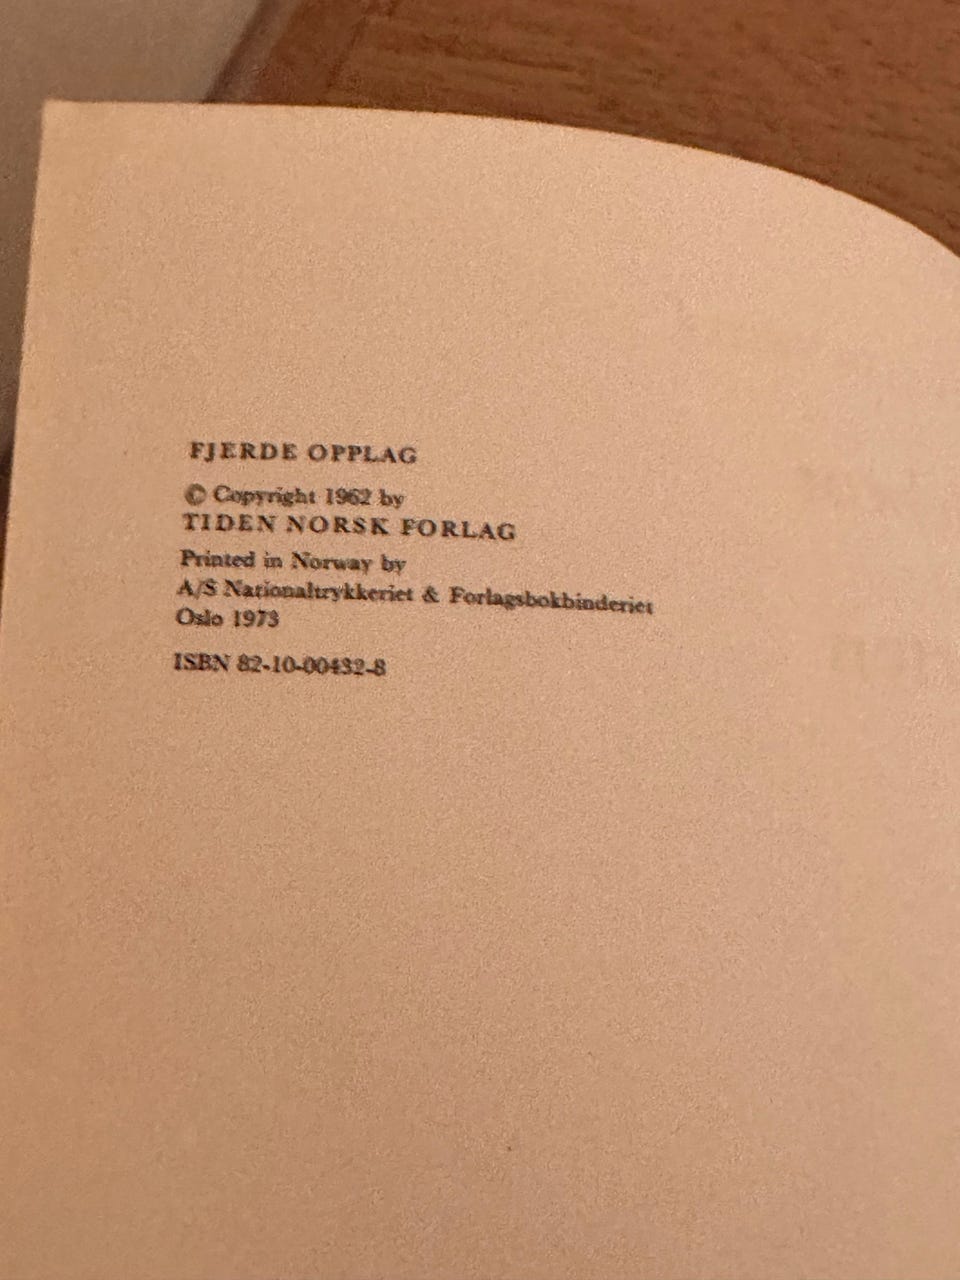 FJERDE OPPLAG
© Copyright 1962 by
TIDEN NORSK FORLAG
Printed in Norway by
A/S Nationaltrykkeriet & Forlagsbokbinderiet
Oslo 1973
ISBN 82-10-00432-8